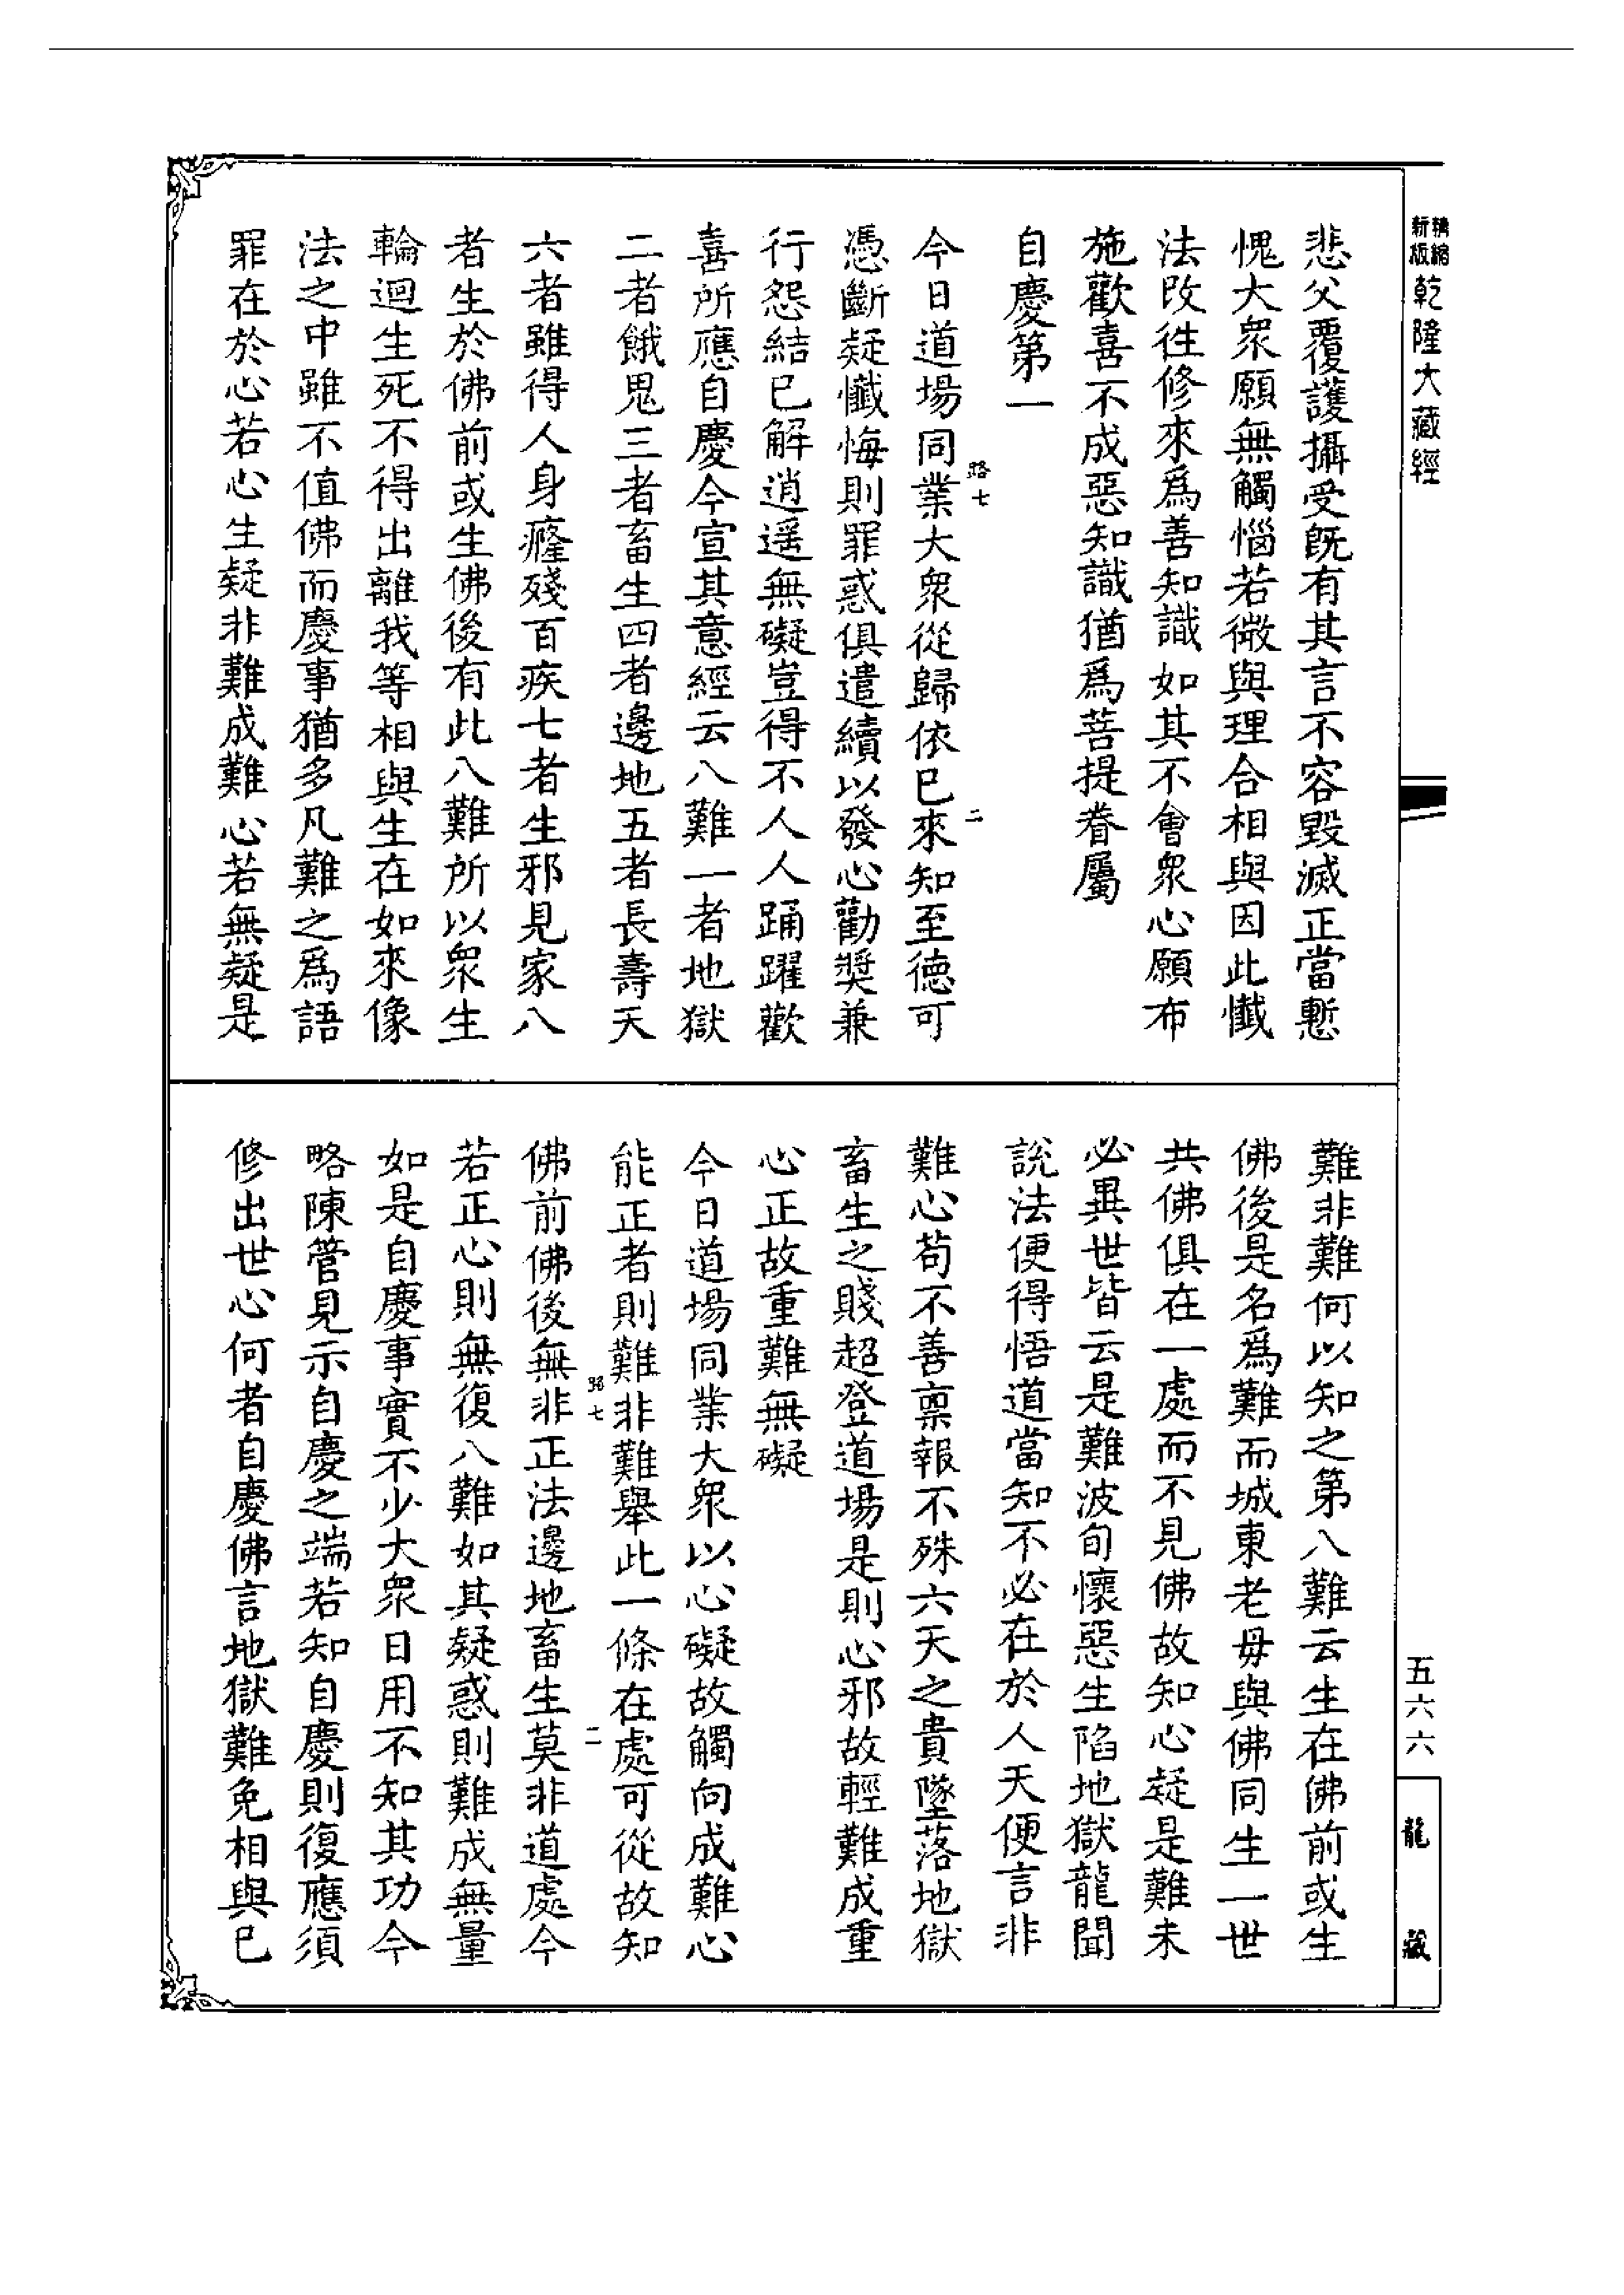 新版精縮
乾隆大藏經
五六六
龍藏
悲父覆護攝受既有其言不容毀滅正當慙
愧大衆願無觸惱若微與理合相與因此懺
法改往修來爲善知識如其不會衆心願布
施歡喜不成惡知識猶爲菩提眷屬
自慶第一
路七
二
今日道場同業大衆從歸依已來知至德可
憑斷疑懺悔則罪惑俱遣續以發心勸獎兼
行怨結已解逍遥無礙豈得不人人踊躍歡
喜所應自慶今宣其意經云八難一者地獄
二者餓鬼三者畜生四者邊地五者長壽天
六者雖得人身癃殘百疾七者生邪見家八
者生於佛前或生佛後有此八難所以衆生
輪迴生死不得出離我等相與生在如來像
法之中雖不值佛而慶事猶多凡難之爲語
罪在於心若心生疑非難成難心若無疑是
難非難何以知之第八難云生在佛前或生
佛後是名爲難而城東老母與佛同生一世
共佛俱在一處而不見佛故知心疑是難未
必異世皆云是難波旬懷惡生陷地獄龍聞
說法便得悟道當知不必在於人天便言非
難心苟不善禀報不殊六天之貴墜落地獄
畜生之賤超登道場是則心邪故輕難成重
心正故重難無礙
今日道場同業大衆以心礙故觸向成難心
能正者則難非難舉此一條在處可從故知
路七
二
佛前佛後無非正法邊地畜生莫非道處今
若正心則無復八難如其疑惑則難成無量
如是自慶事實不少大衆日用不知其功今
略陳管見示自慶之端若知自慶則復應須
修出世心何者自慶佛言地獄難免相與已